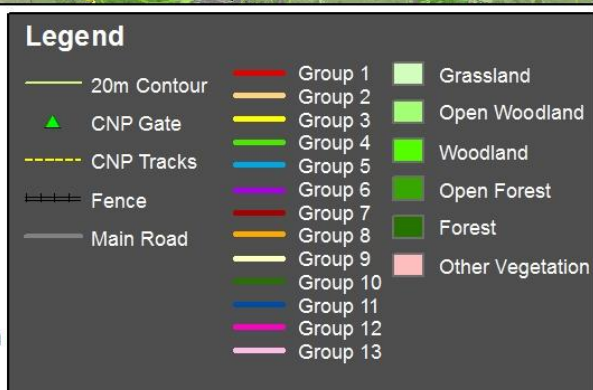 Legend
20m Contour
CNP Gate
CNP Tracks
Fence
Main Road
Group 1
Group 2
Group 3
Group 4
Group 5
Group 6
Group 7
Group 8
Group 9
Group 10
Group 11
Group 12
Group 13
Grassland
Open Woodland
Woodland
Open Forest
Forest
Other Vegetation